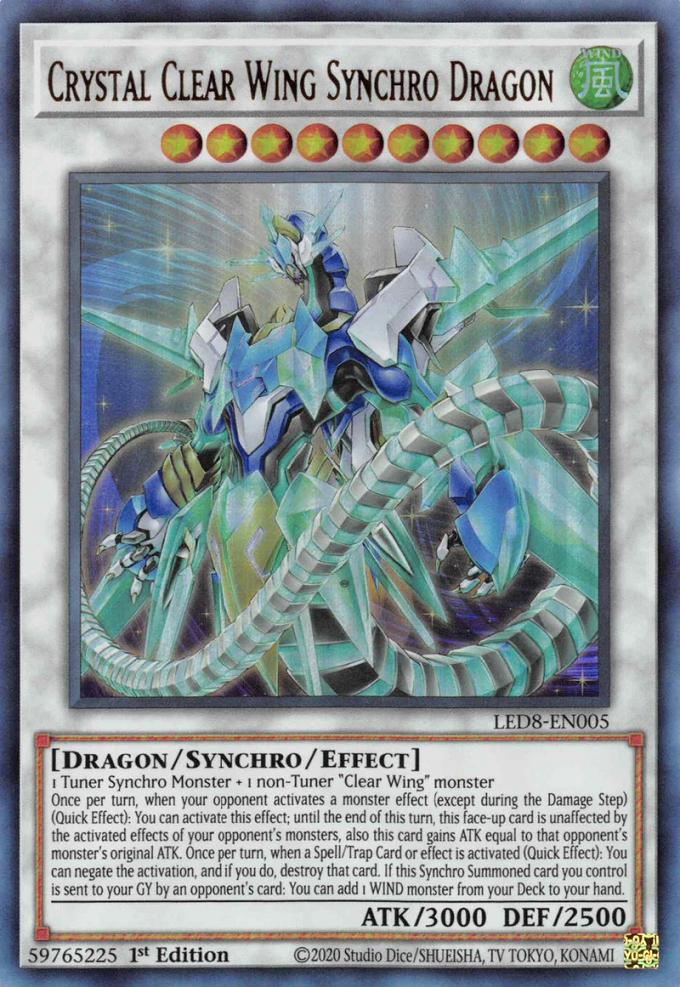 CRYSTAL CLEAR WING SYNCHRO DRAGON
WIND
LED8-EN005
[DRAGON/SYNCHRO/EFFECT]
1 Tuner Synchro Monster + 1 non-Tuner "Clear Wing" monster
Once per turn, when your opponent activates a monster effect (except during the Damage Step)
(Quick Effect): You can activate this effect; until the end of this turn, this face-up card is unaffected by
the activated effects of your opponent's monsters, also this card gains ATK equal to that opponent's
monster's original ATK. Once per turn, when a Spell/Trap Card or effect is activated (Quick Effect): You
can negate the activation, and if you do, destroy that card. If this Synchro Summoned card you control
is sent to your GY by an opponent's card: You can add 1 WIND monster from your Deck to your hand.
ATK/3000 DEF/2500
59765225 1st Edition ©2020 Studio Dice/SHUEISHA, TV TOKYO, KONAMI